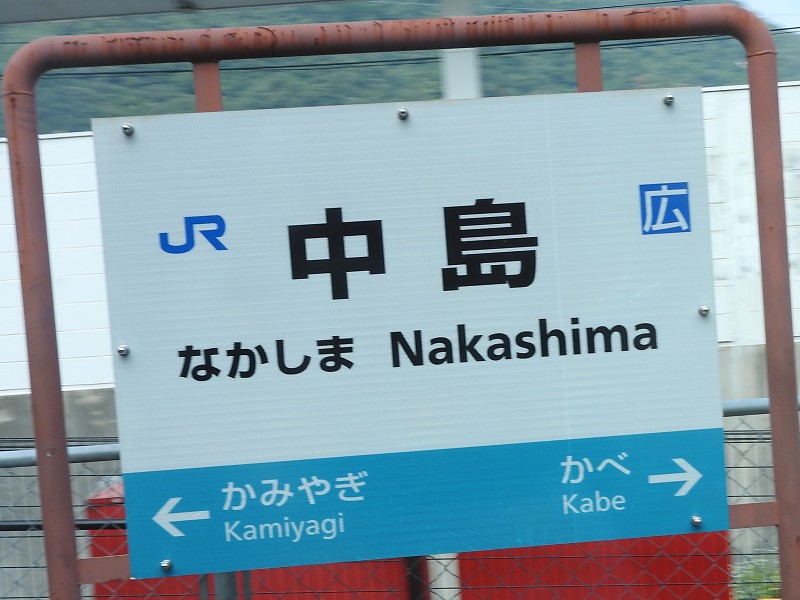 JR 中島 広
なかしま Nakashima
← かみやぎ かべ →
Kamiyagi Kabe